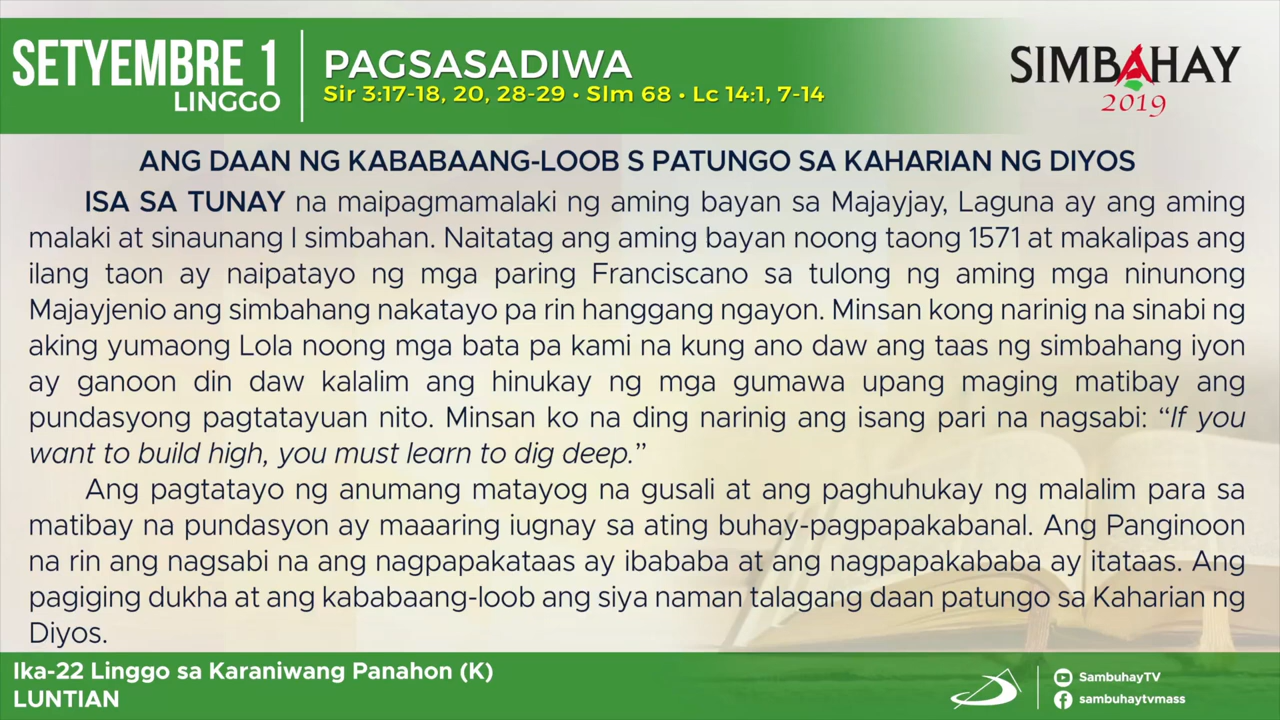 SETYEMBRE 1
LINGGO
PAGSASADIWA
Sir 3:17-18, 20, 28-29 • Slm 68 • Lc 14:1, 7-14
SIMBAHAY
2019
ANG DAAN NG KABABAANG-LOOB S PATUNGO SA KAHARIAN NG DIYOS
ISA SA TUNAY na maipagmamalaki ng aming bayan sa Majayjay, Laguna ay ang aming
malaki at sinaunang l simbahan. Naitatag ang aming bayan noong taong 1571 at makalipas ang
ilang taon ay naipatayo ng mga paring Franciscano sa tulong ng aming mga ninunong
Majayjenio ang simbahang nakatayo pa rin hanggang ngayon. Minsan kong narinig na sinabi ng
aking yumaong Lola noong mga bata pa kami na kung ano daw ang taas ng simbahang iyon
ay ganoon din daw kalalim ang hinukay ng mga gumawa upang maging matibay ang
pundasyong pagtatayuan nito. Minsan ko na ding narinig ang isang pari na nagsabi: “If you
want to build high, you must learn to dig deep.”
Ang pagtatayo ng anumang matayog na gusali at ang paghuhukay ng malalim para sa
matibay na pundasyon ay maaaring iugnay sa ating buhay-pagpapakabanal. Ang Panginoon
na rin ang nagsabi na ang nagpapakataas ay ibababa at ang nagpapakababa ay itataas. Ang
pagiging dukha at ang kababaang-loob ang siya naman talagang daan patungo sa Kaharian ng
Diyos.
Ika-22 Linggo sa Karaniwang Panahon (K)
LUNTIAN
SambuhayTV
sambuhaytvmass